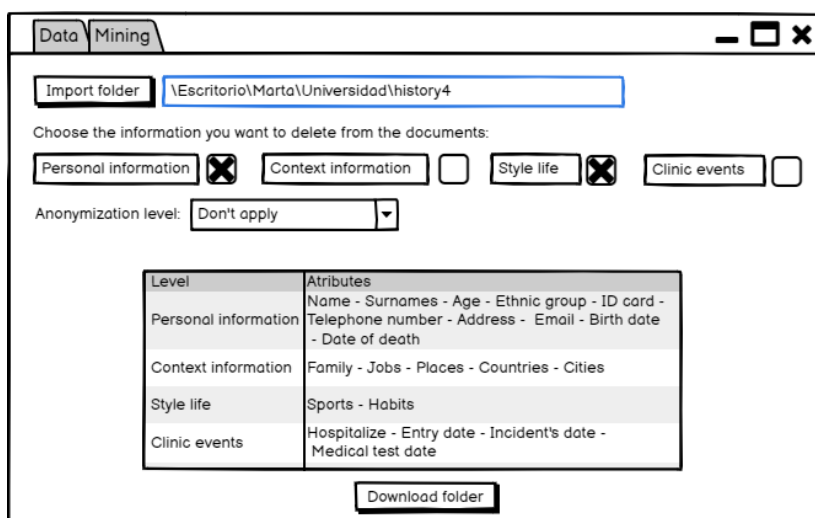 Data Mining
Import folder \Escritorio\Marta\Universidad\history4
Choose the information you want to delete from the documents:
Personal information Context information Style life Clinic events
Anonymization level: Don't apply
Level Atributes
Name - Surnames - Age - Ethnic group - ID card -
Personal information Telephone number - Address - Email - Birth date
- Date of death
Context information Family - Jobs - Places - Countries - Cities
Style life Sports - Habits
Clinic events Hospitalize - Entry date - Incident's date -
Medical test date
Download folder